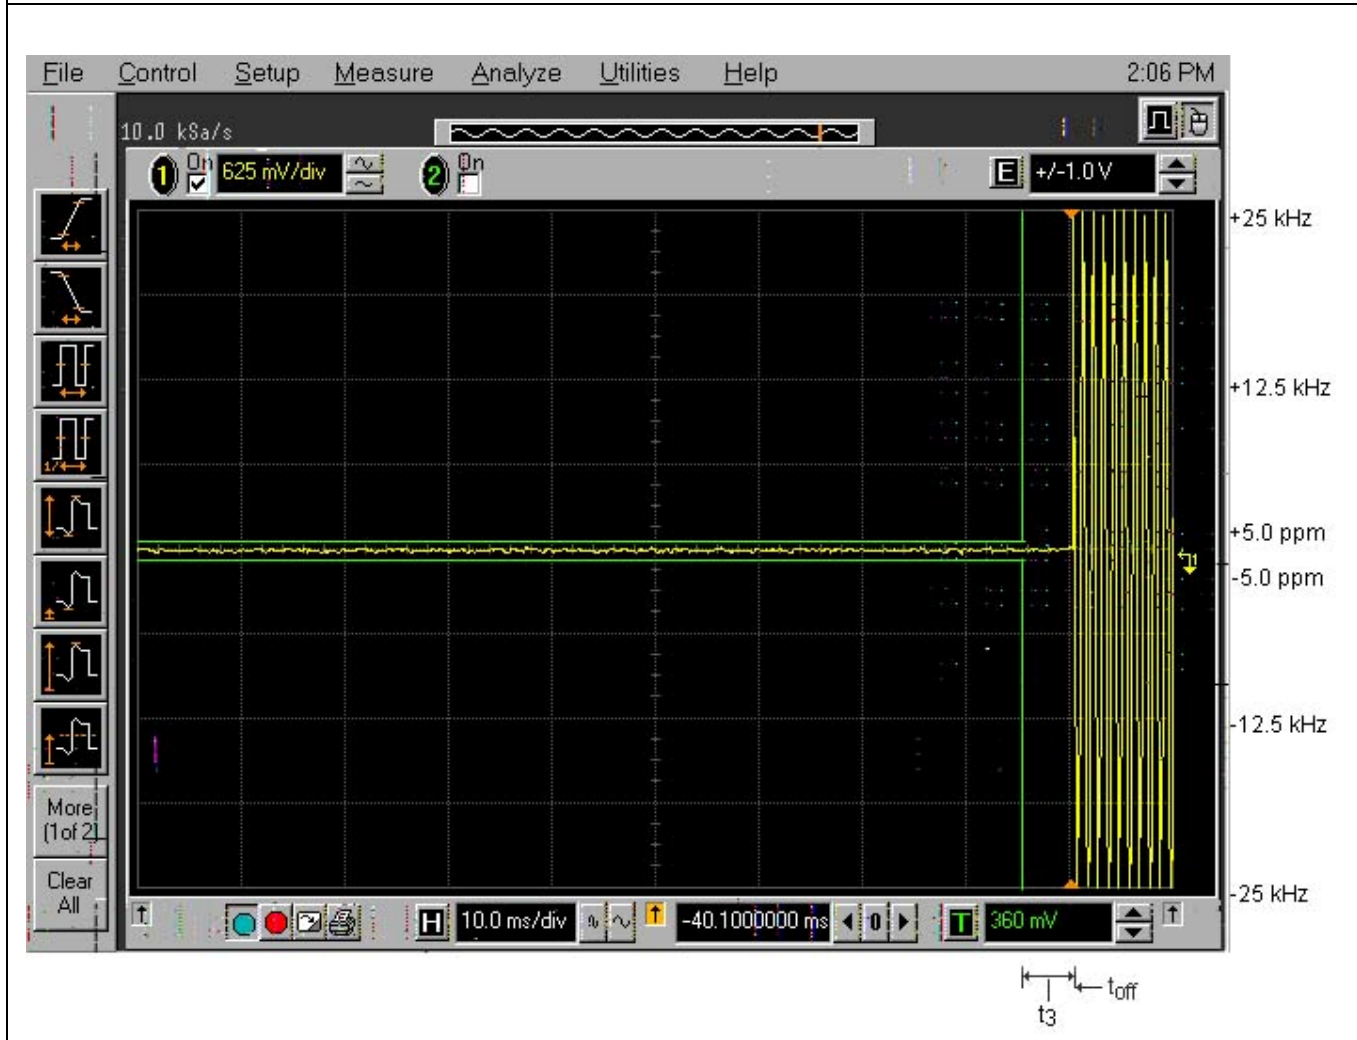 File Control Setup Measure Analyze Utilities Help 2:06 PM
10.0 kSa/s
1 On 625 mV/div 2 On E +/-1.0 V
+25 kHz
+12.5 kHz
+5.0 ppm
-5.0 ppm
-12.5 kHz
-25 kHz
1/
More
(1of 2)
Clear
All
H 10.0 ms/div -40.1000000 ms 0 T 360 mV
toff
t3